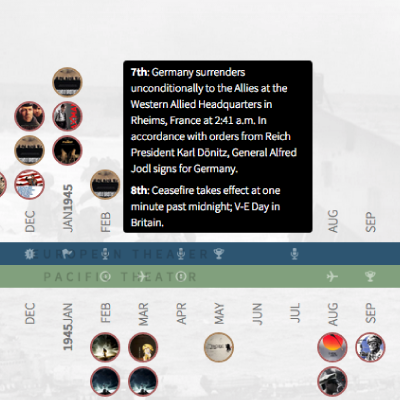 7th: Germany surrenders
unconditionally to the Allies at the
Western Allied Headquarters in
Rheims, France at 2:41 a.m. In
accordance with orders from Reich
President Karl Dönitz, General Alfred
Jodl signs for Germany.
8th: Ceasefire takes effect at one
minute past midnight; V-E Day in
Britain.
DEC
JAN1945
FEB
AUG
SEP
EUROPEAN THEATER
PACIFIC THEATOR
DEC
1945JAN
FEB
MAR
APR
MAY
JUN
JUL
AUG
SEP